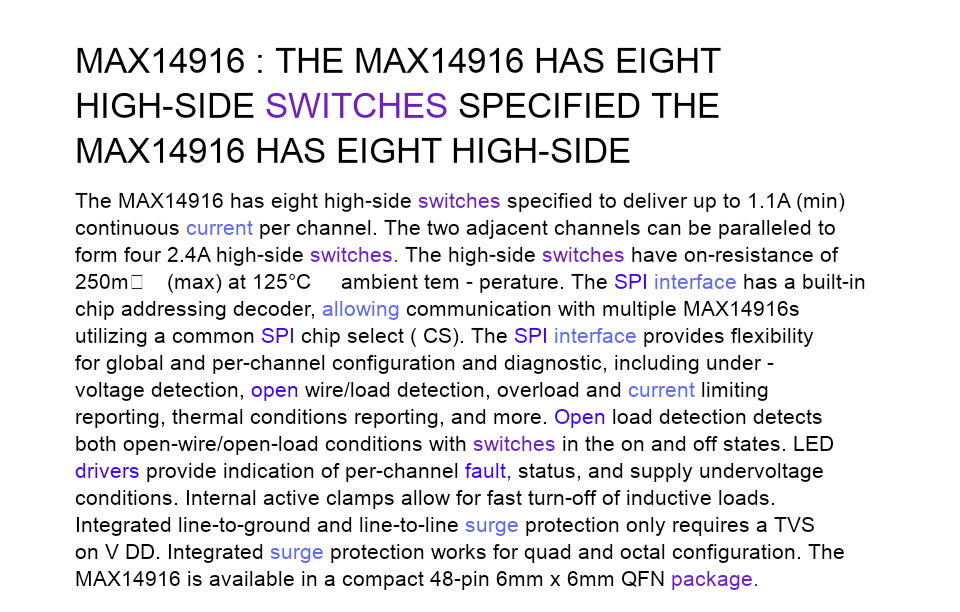 MAX14916 : THE MAX14916 HAS EIGHT
HIGH-SIDE SWITCHES SPECIFIED THE
MAX14916 HAS EIGHT HIGH-SIDE
The MAX14916 has eight high-side switches specified to deliver up to 1.1A (min)
continuous current per channel. The two adjacent channels can be paralleled to
form four 2.4A high-side switches. The high-side switches have on-resistance of
250m□ (max) at 125°C ambient tem - perature. The SPI interface has a built-in
chip addressing decoder, allowing communication with multiple MAX14916s
utilizing a common SPI chip select ( CS). The SPI interface provides flexibility
for global and per-channel configuration and diagnostic, including under -
voltage detection, open wire/load detection, overload and current limiting
reporting, thermal conditions reporting, and more. Open load detection detects
both open-wire/open-load conditions with switches in the on and off states. LED
drivers provide indication of per-channel fault, status, and supply undervoltage
conditions. Internal active clamps allow for fast turn-off of inductive loads.
Integrated line-to-ground and line-to-line surge protection only requires a TVS
on V DD. Integrated surge protection works for quad and octal configuration. The
MAX14916 is available in a compact 48-pin 6mm x 6mm QFN package.